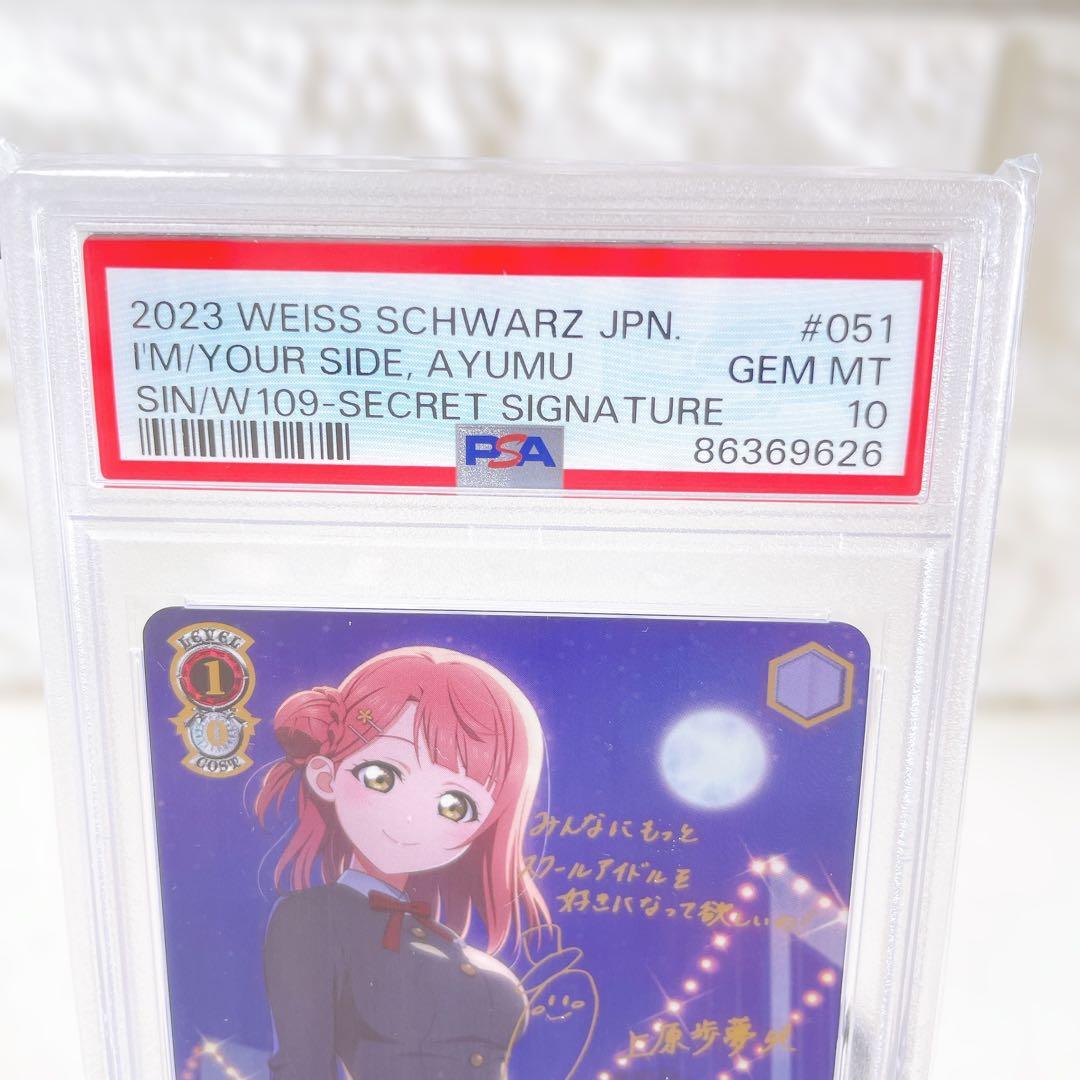 2023 WEISS SCHWARZ JPN. #051
I'M/YOUR SIDE, AYUMU GEM MT
SIN/W109-SECRET SIGNATURE 10
PSA 86369626
LEVEL
1
0
COST
みんなにもっと
スクールアイドルを
好きになって欲しいの!
上原歩夢